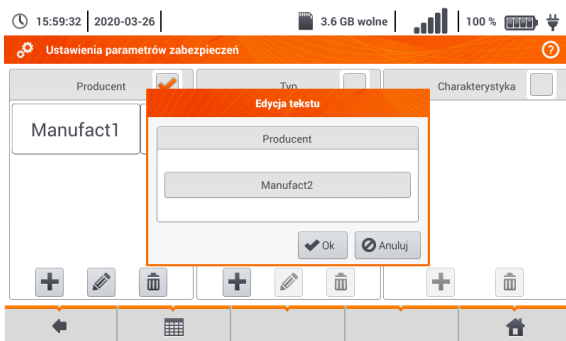 15:59:32 2020-03-26 3.6 GB wolne 100 %
Ustawienia parametrów zabezpieczeń
Producent Typ Charakterystyka
Edycja tekstu
Manufact1
Producent
Manufact2
Ok Anuluj